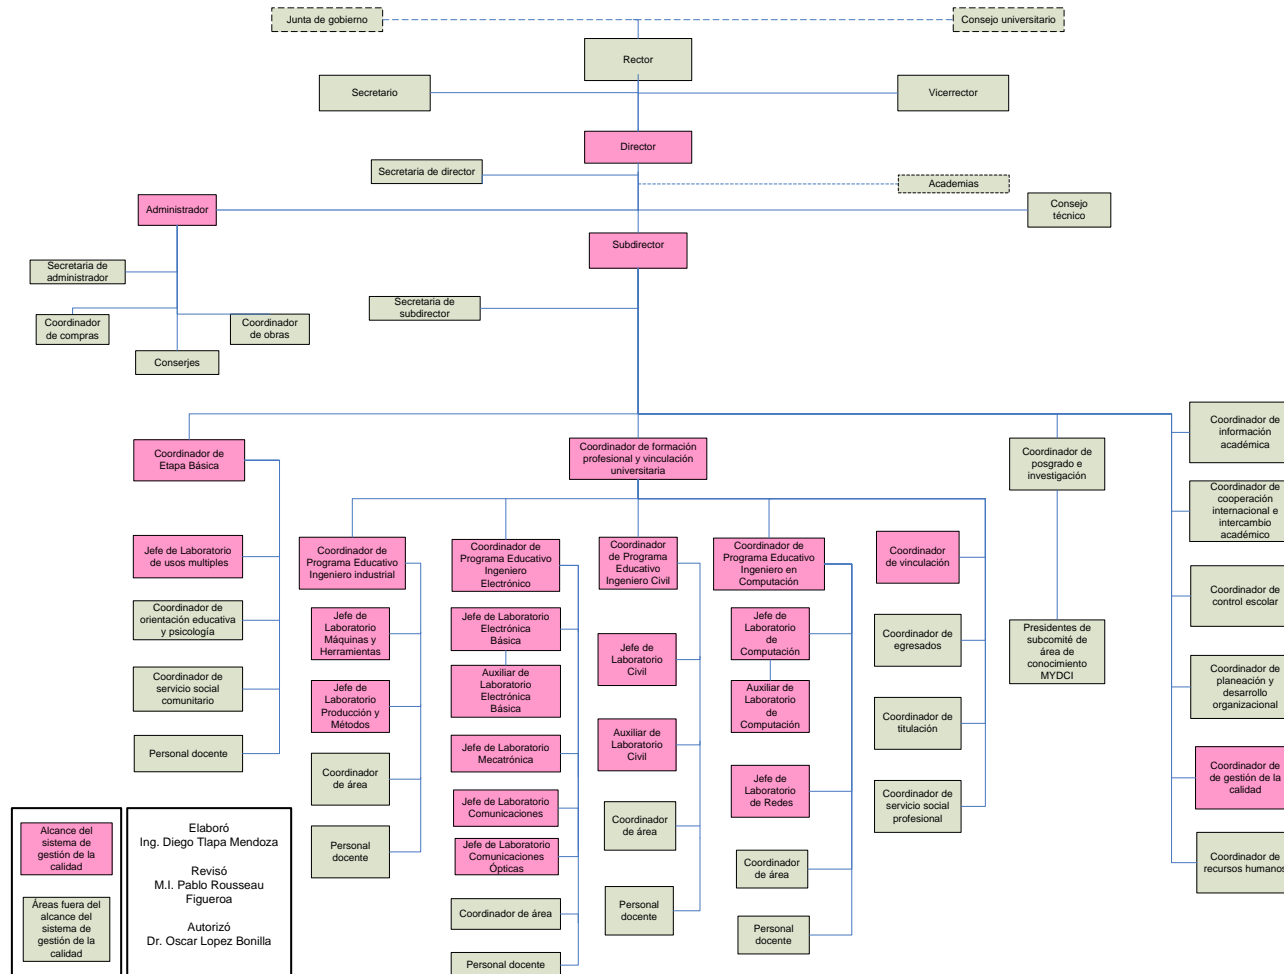 Junta de gobierno
Consejo universitario
Rector
Secretario
Vicerrector
Director
Secretaria de director
Academias
Administrador
Consejo
técnico
Subdirector
Secretaria de
administrador
Secretaria de
subdirector
Coordinador
de compras
Coordinador
de obras
Conserjes
Coordinador de
Etapa Básica
Coordinador de formación
profesional y vinculación
universitaria
Coordinador de
posgrado e
investigación
Coordinador de
información
académica
Coordinador de
cooperación
internacional e
intercambio
académico
Jefe de Laboratorio
de usos multiples
Coordinador de
Programa Educativo
Ingeniero industrial
Coordinador de
Programa Educativo
Ingeniero
Electrónico
Coordinador
de Programa
Educativo
Ingeniero Civil
Coordinador de
Programa Educativo
Ingeniero en
Computación
Coordinador
de vinculación
Coordinador de
control escolar
Coordinador de
orientación educativa
y psicología
Jefe de
Laboratorio
Máquinas y
Herramientas
Jefe de Laboratorio
Electrónica
Básica
Jefe de
Laboratorio
Civil
Jefe de
Laboratorio
de Computación
Coordinador de
egresados
Presidentes de
subcomité de
área de
conocimiento
MYDCI
Coordinador de
planeación y
desarrollo
organizacional
Coordinador de
servicio social
comunitario
Jefe de
Laboratorio
Producción y
Métodos
Auxiliar de
Laboratorio
Electrónica
Básica
Auxiliar de
Laboratorio
Civil
Auxiliar de
Laboratorio
de Computación
Coordinador de
titulación
Personal docente
Coordinador
de área
Jefe de Laboratorio
Mecatrónica
Jefe de
Laboratorio
de Redes
Coordinador de
de gestión de la
calidad
Jefe de Laboratorio
Comunicaciones
Coordinador
de área
Coordinador de
servicio social
profesional
Personal
docente
Jefe de Laboratorio
Comunicaciones
Ópticas
Coordinador
de área
Coordinador de
recursos humanos
Coordinador de área
Personal
docente
Personal
docente
Personal docente
Alcance del
sistema de
gestión de la
calidad
Áreas fuera del
alcance del
sistema de
gestión de la
calidad
Elaboró
Ing. Diego Tlapa Mendoza
Revisó
M.I. Pablo Rousseau
Figueroa
Autorizó
Dr. Oscar Lopez Bonilla